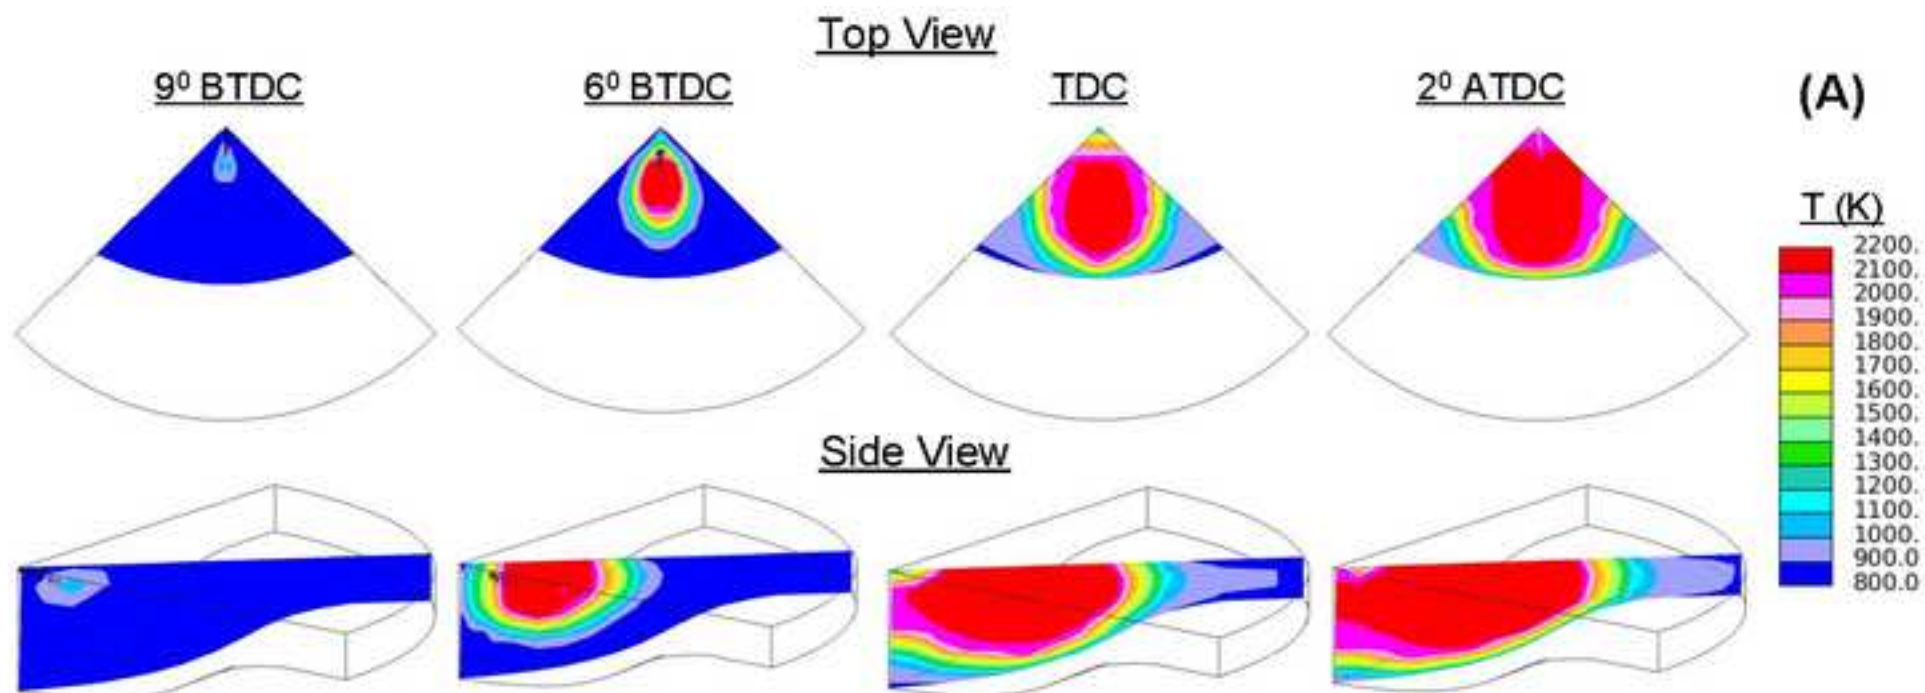 Top View
9⁰ BTDC
6⁰ BTDC
TDC
2⁰ ATDC
(A)
T (K)
2200.
2100.
2000.
1900.
1800.
1700.
1600.
1500.
1400.
1300.
1200.
1100.
1000.
900.0
800.0
Side View